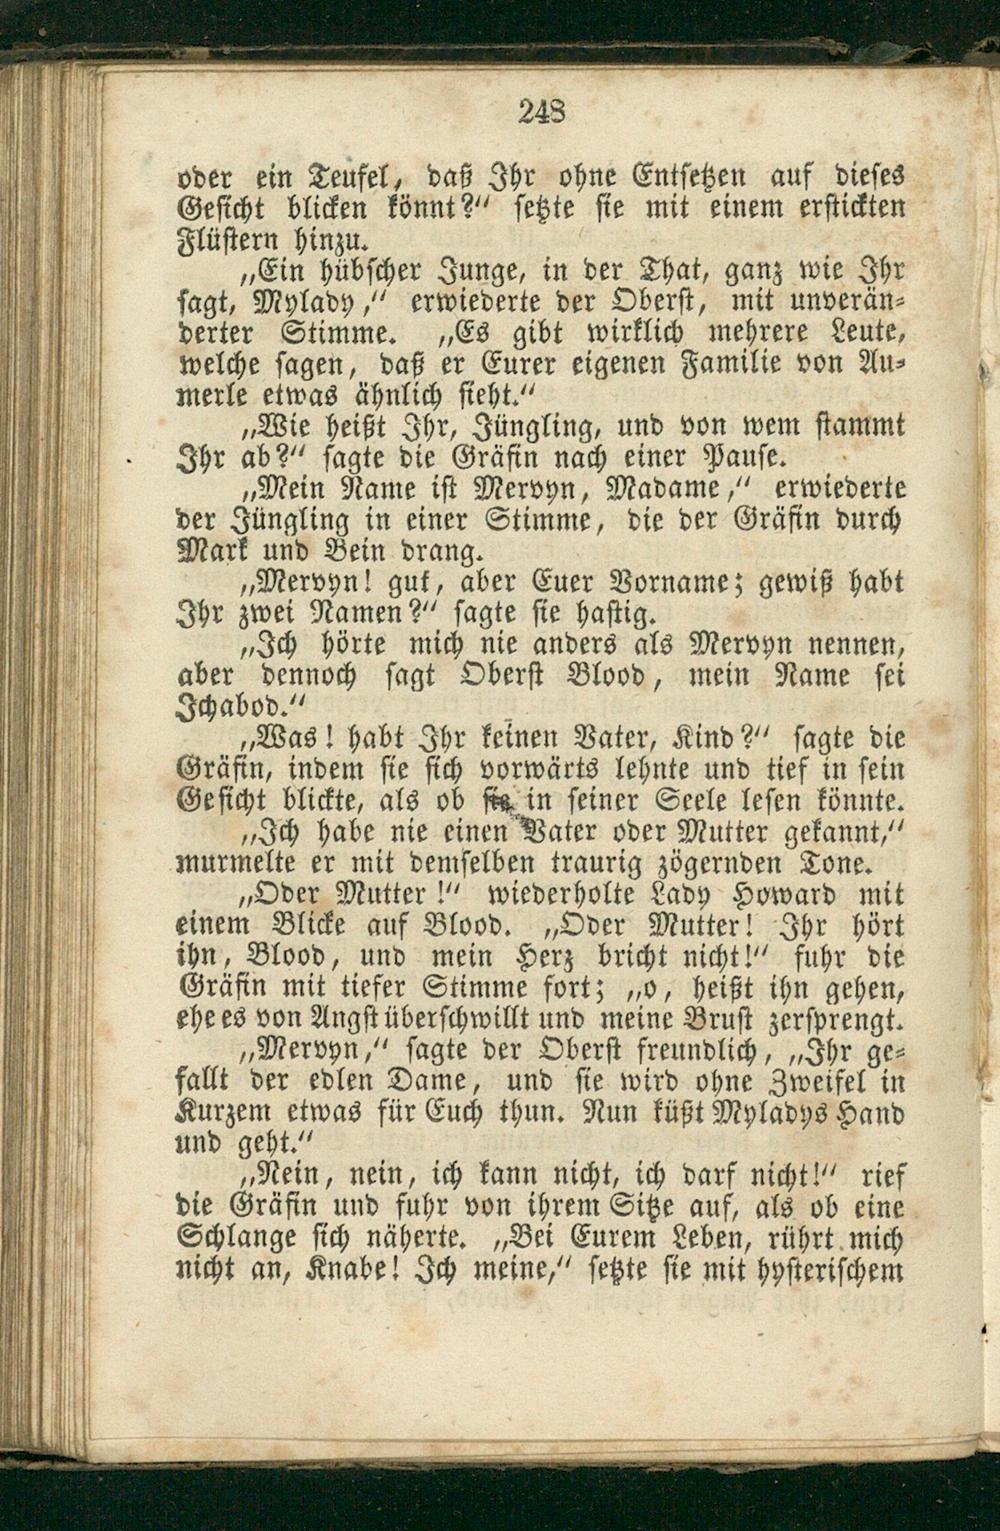 248
oder ein Teufel, daß Ihr ohne Entsetzen auf dieses
Gesicht blicken könnt?“ setzte sie mit einem erstickten
Flüstern hinzu.
„Ein hübscher Junge, in der That, ganz wie Ihr
sagt, Mylady,“ erwiederte der Oberst, mit unverän-
derter Stimme. „Es gibt wirklich mehrere Leute,
welche sagen, daß er Eurer eigenen Familie von Au-
merle etwas ähnlich sieht.“
„Wie heißt Ihr, Jüngling, und von wem stammt
Ihr ab?“ sagte die Gräfin nach einer Pause.
„Mein Name ist Mervyn, Madame,“ erwiederte
der Jüngling in einer Stimme, die der Gräfin durch
Mark und Bein drang.
„Mervyn! gut, aber Euer Vorname; gewiß habt
Ihr zwei Namen?“ sagte sie hastig.
„Ich hörte mich nie anders als Mervyn nennen,
aber dennoch sagt Oberst Blood, mein Name sei
Ichabod.“
„Was! habt Ihr keinen Vater, Kind?“ sagte die
Gräfin, indem sie sich vorwärts lehnte und tief in sein
Gesicht blickte, als ob sie in seiner Seele lesen könnte.
„Ich habe nie einen Vater oder Mutter gekannt,“
murmelte er mit demselben traurig zögernden Tone.
„Oder Mutter!“ wiederholte Lady Howard mit
einem Blicke auf Blood. „Oder Mutter! Ihr hört
ihn, Blood, und mein Herz bricht nicht!“ fuhr die
Gräfin mit tiefer Stimme fort; „o, heißt ihn gehen,
ehe es von Angst überschwillt und meine Brust zersprengt.
„Mervyn,“ sagte der Oberst freundlich, „Ihr ge-
fallt der edlen Dame, und sie wird ohne Zweifel in
Kurzem etwas für Euch thun. Nun küßt Myladys Hand
und geht.“
„Nein, nein, ich kann nicht, ich darf nicht!“ rief
die Gräfin und fuhr von ihrem Sitze auf, als ob eine
Schlange sich näherte. „Bei Eurem Leben, rührt mich
nicht an, Knabe! Ich meine,“ setzte sie mit hysterischem